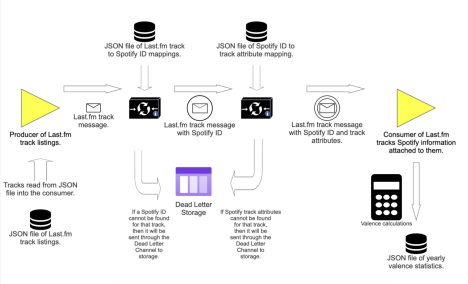 JSON file of Last.fm track
to Spotify ID mappings.
JSON file of Spotify ID to
track attribute mapping.
Last.fm track
message.
Last.fm track message
with Spotify ID
Last.fm track message
with Spotify ID and track
attributes.
Producer of Last.fm
track listings.
Consumer of Last.fm
tracks Spotify information
attached to them.
Tracks read from JSON
file into the consumer.
JSON file of Last.fm
track listings.
If a Spotify ID
cannot be found
for that track,
then it will be
sent through the
Dead Letter
Channel to
storage.
Dead Letter
Storage
If Spotify track attributes
cannot be found
for that track,
then it will be
sent through the
Dead Letter
Channel to
storage.
Valence calculations
JSON file of yearly
valence statistics.